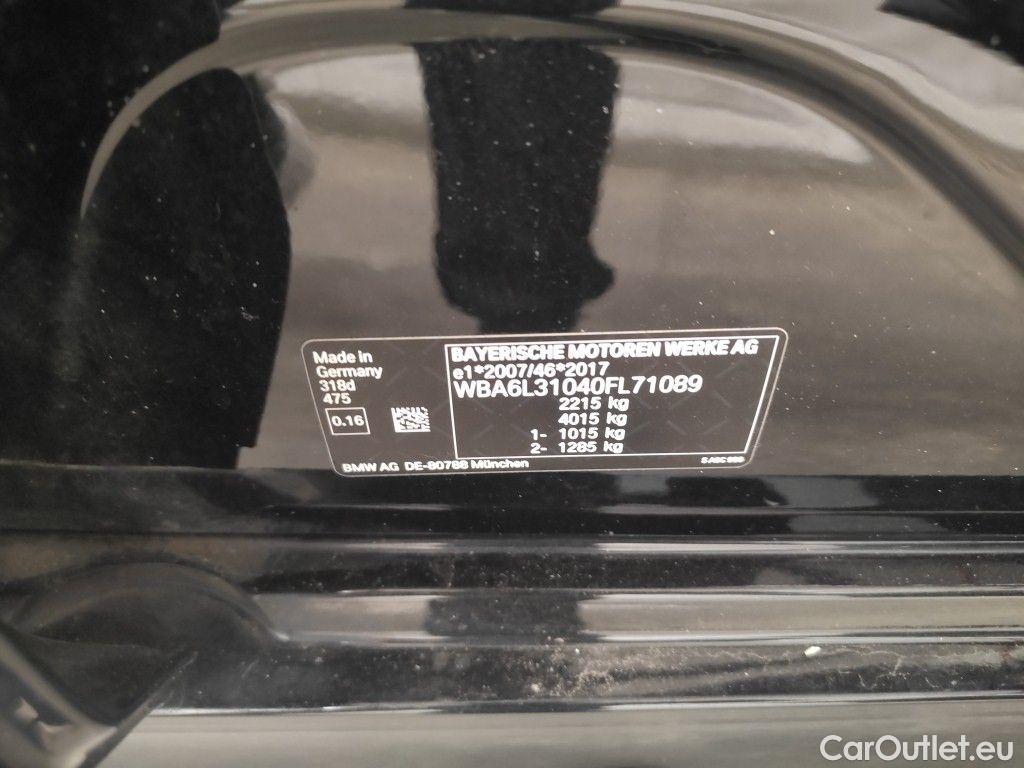 Made in
Germany
318d
475
0.16
BAYERISCHE MOTOREN WERKE AG
e1*2007/46*2017
WBA6L31040FL71089
2215 kg
4015 kg
1- 1015 kg
2- 1285 kg
BMW AG DE-80788 München
CarOutlet.eu